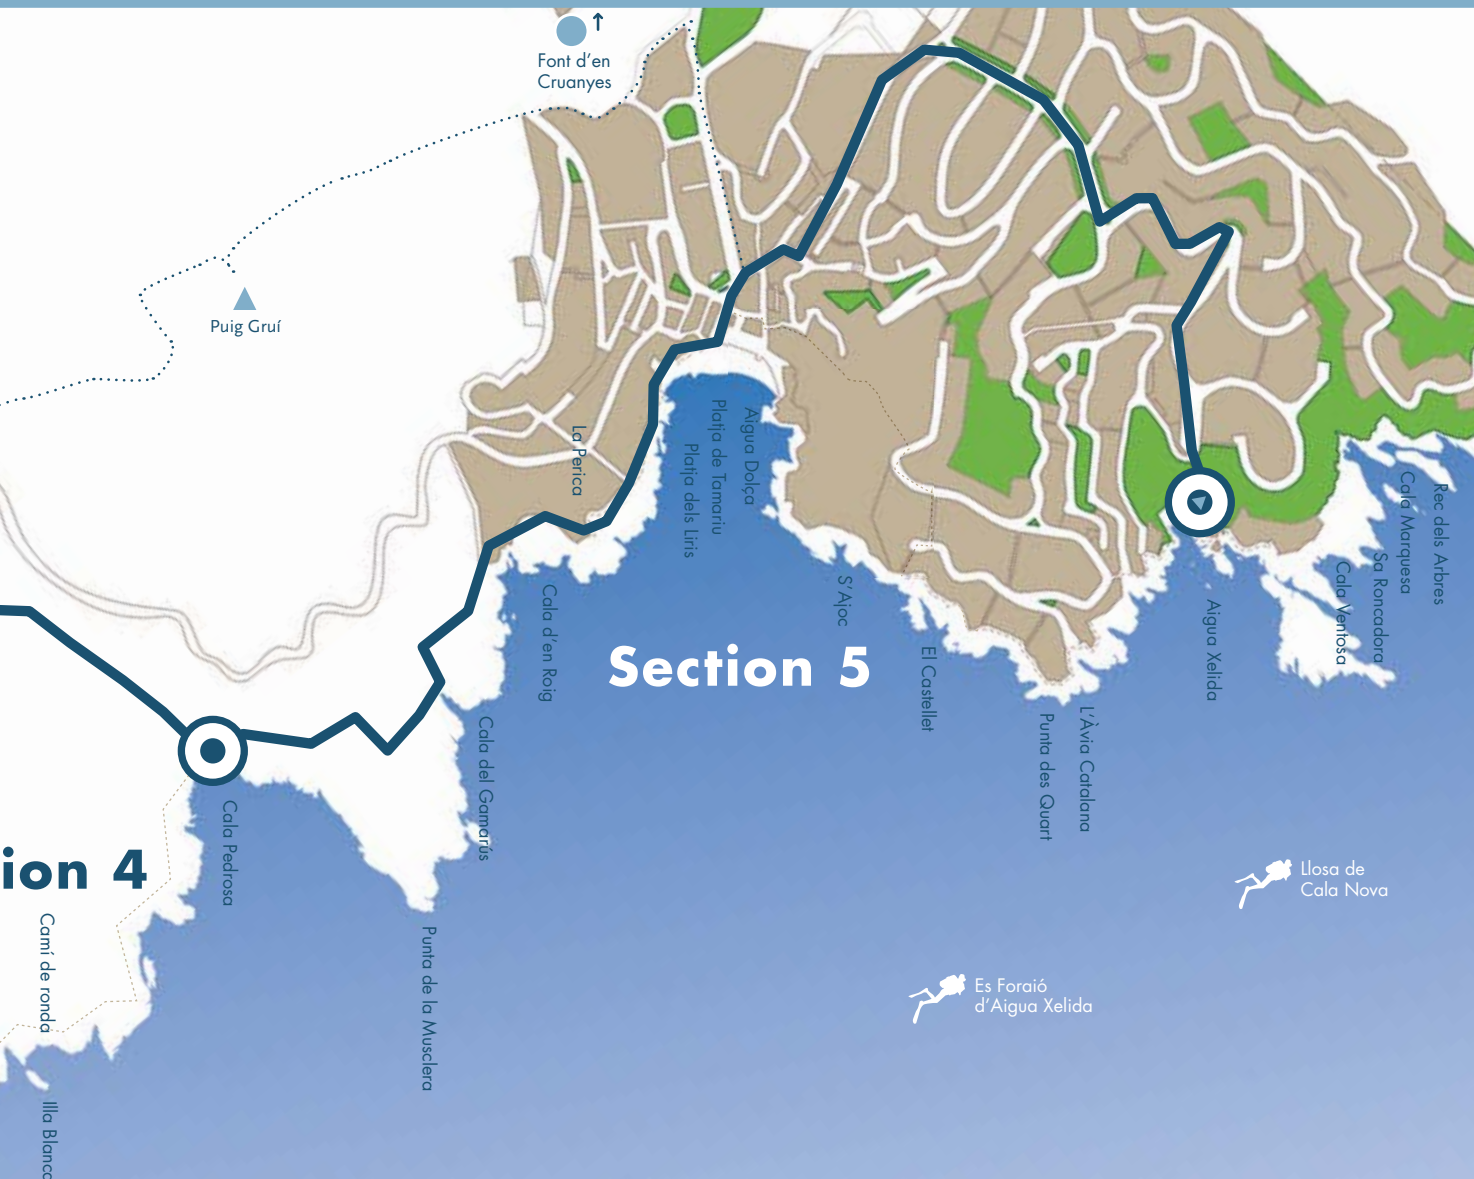 Font d'en
Cruanyes
Puig Gruí
La Perica
Platja dels Liris
Platja de Tamariu
Aigua Dolça
Cala d'en Roig
Section 5
S'Ajoc
El Castellet
Punta des Quart
L'Àvia Catalana
Aigua Xelida
Cala Ventosa
Sa Roncadora
Cala Marquesa
Rec dels Arbres
Cala del Gamarús
Cala Pedrosa
Punta de la Musclera
ion 4
Camí de ronda
Illa Blanca
Llosa de
Cala Nova
Es Foraió
d'Aigua Xelida